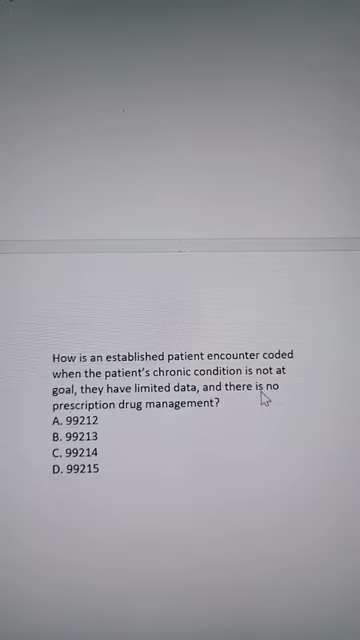 How is an established patient encounter coded
when the patient's chronic condition is not at
goal, they have limited data, and there is no
prescription drug management?
A. 99212
B. 99213
C. 99214
D. 99215